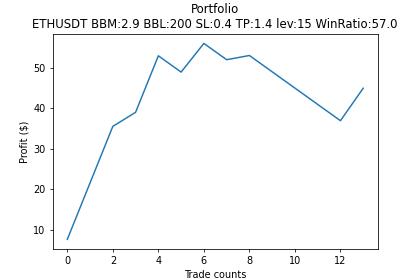 Portfolio
ETHUSDT BBM:2.9 BBL:200 SL:0.4 TP:1.4 lev:15 WinRatio:57.0
50
40
30
20
10
Profit ($)
0 2 4 6 8 10 12
Trade counts